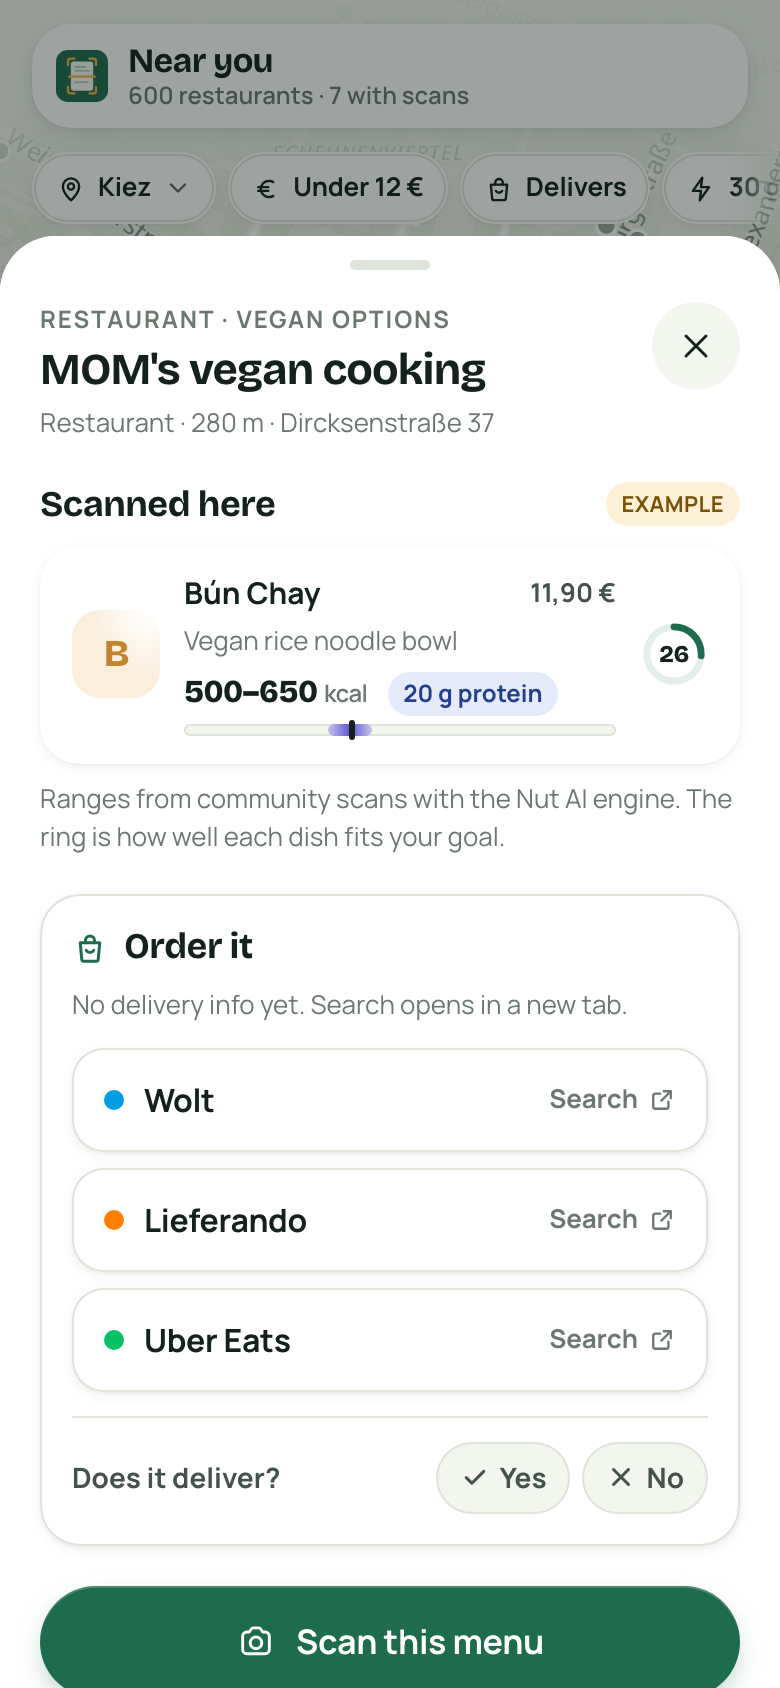 Near you
600 restaurants · 7 with scans
SCHEUNENVIERTEL
Kiez
€ Under 12 €
Delivers
30
RESTAURANT · VEGAN OPTIONS
MOM's vegan cooking
Restaurant · 280 m · Dircksenstraße 37
Scanned here
EXAMPLE
B
Bún Chay
11,90 €
Vegan rice noodle bowl
500–650 kcal
20 g protein
26
Ranges from community scans with the Nut AI engine. The
ring is how well each dish fits your goal.
Order it
No delivery info yet. Search opens in a new tab.
Wolt
Search
Lieferando
Search
Uber Eats
Search
Does it deliver?
Yes
No
Scan this menu